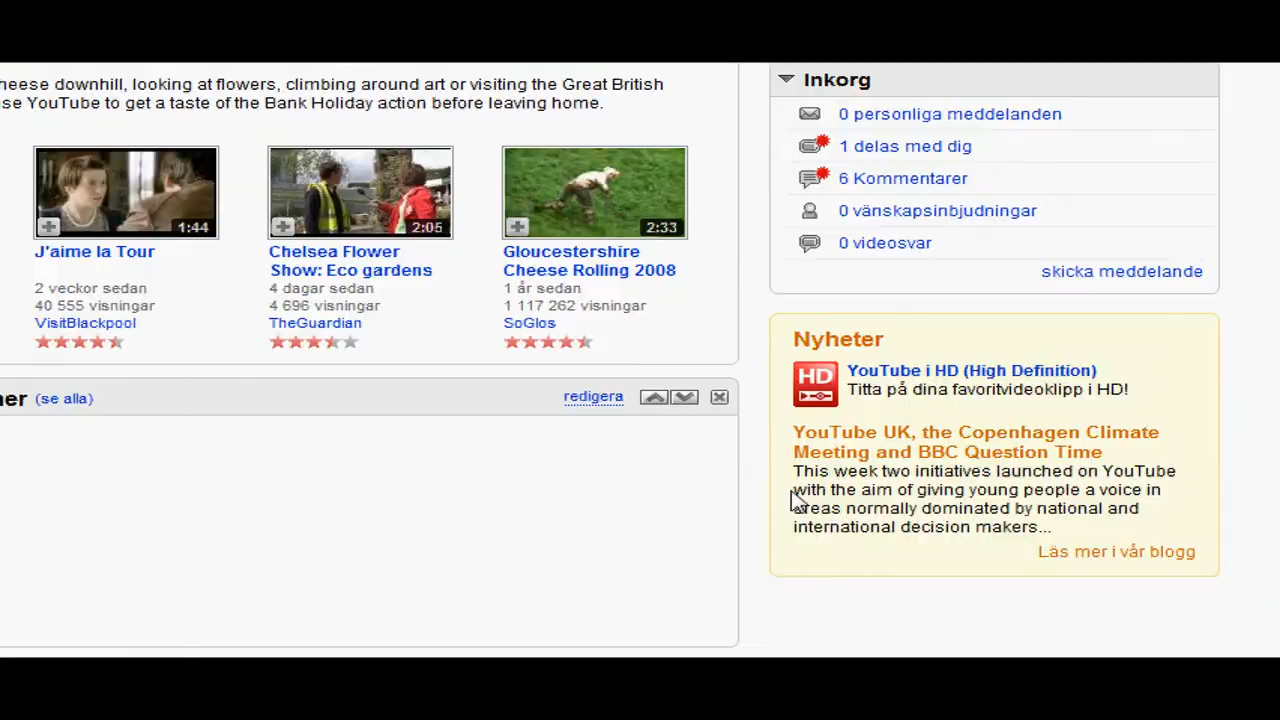 heese downhill, looking at flowers, climbing around art or visiting the Great British
se YouTube to get a taste of the Bank Holiday action before leaving home.
1:44
2:05
2:33
J'aime la Tour
2 veckor sedan
40 555 visningar
VisitBlackpool
Chelsea Flower
Show: Eco gardens
4 dagar sedan
4 696 visningar
TheGuardian
Gloucestershire
Cheese Rolling 2008
1 år sedan
1 117 262 visningar
SoGlos
ner (se alla)
redigera
Inkorg
0 personliga meddelanden
1 delas med dig
6 Kommentarer
0 vänskapsinbjudningar
0 videosvar
skicka meddelande
Nyheter
HD
YouTube i HD (High Definition)
Titta på dina favoritvideoklipp i HD!
YouTube UK, the Copenhagen Climate
Meeting and BBC Question Time
This week two initiatives launched on YouTube
with the aim of giving young people a voice in
areas normally dominated by national and
international decision makers...
Läs mer i vår blogg